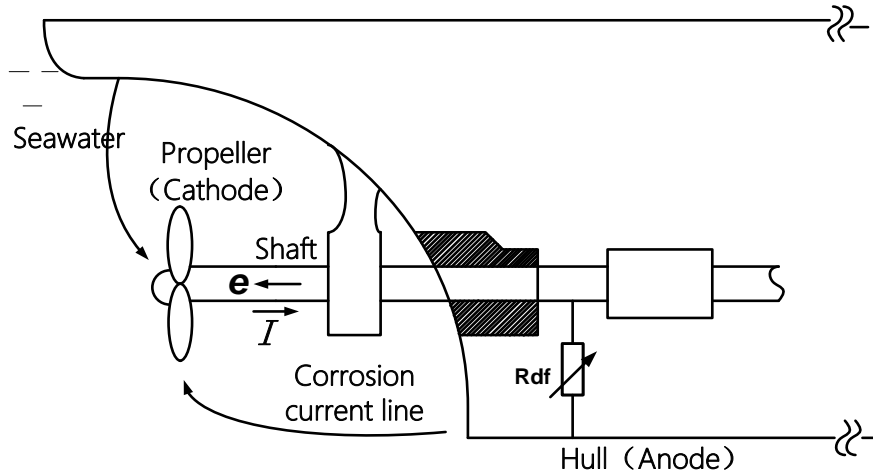 Seawater
Propeller
（Cathode）
Shaft
e
I
Rdf
Corrosion
current line
Hull（Anode）